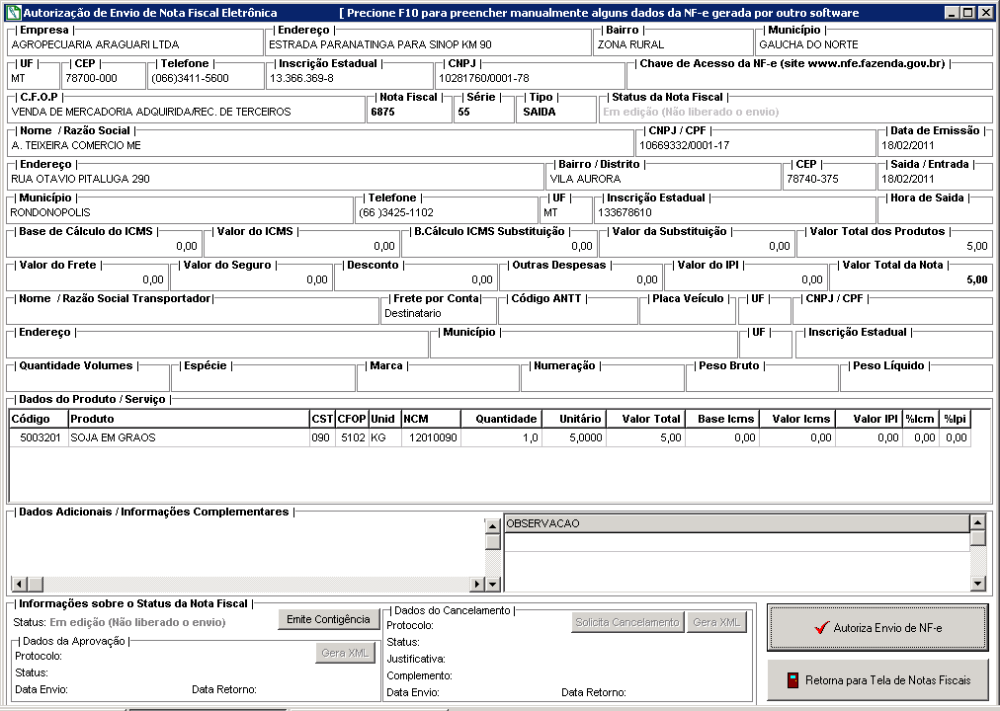 Autorização de Envio de Nota Fiscal Eletrônica [ Precione F10 para preencher manualmente alguns dados da NF-e gerada por outro software
| Empresa | | Endereço | | Bairro | | Município |
AGROPECUARIA ARAGUARI LTDA ESTRADA PARANATINGA PARA SINOP KM 90 ZONA RURAL GAUCHA DO NORTE
| UF | | CEP | | Telefone | | Inscrição Estadual | | CNPJ | | Chave de Acesso da NF-e (site www.nfe.fazenda.gov.br) |
MT 78700-000 (066)3411-5600 13.366.369-8 10281760/0001-78
| C.F.O.P | | Nota Fiscal | | Série | | Tipo | | Status da Nota Fiscal |
VENDA DE MERCADORIA ADQUIRIDA/REC. DE TERCEIROS 6875 55 SAIDA Em edição (Não liberado o envio)
| Nome / Razão Social | | CNPJ / CPF | | Data de Emissão |
A. TEIXEIRA COMERCIO ME 10669332/0001-17 18/02/2011
| Endereço | | Bairro / Distrito | | CEP | | Saida / Entrada |
RUA OTAVIO PITALUGA 290 VILA AURORA 78740-375 18/02/2011
| Município | | Telefone | | UF | | Inscrição Estadual | | Hora de Saida |
RONDONOPOLIS (66 )3425-1102 MT 133678610
| Base de Cálculo do ICMS | | Valor do ICMS | | B.Cálculo ICMS Substituição | | Valor da Substituição | | Valor Total dos Produtos |
0,00 0,00 0,00 0,00 5,00
| Valor do Frete | | Valor do Seguro | | Desconto | | Outras Despesas | | Valor do IPI | | Valor Total da Nota |
0,00 0,00 0,00 0,00 0,00 5,00
| Nome / Razão Social Transportador| | Frete por Conta| | Código ANTT | | Placa Veículo | | UF | | CNPJ / CPF |
Destinatario
| Endereço | | Município | | UF | | Inscrição Estadual |
| Quantidade Volumes | | Espécie | | Marca | | Numeração | | Peso Bruto | | Peso Líquido |
| Dados do Produto / Serviço |
Código Produto CST CFOP Unid NCM Quantidade Unitário Valor Total Base Icms Valor Icms Valor IPI %Icm %Ipi
5003201 SOJA EM GRAOS 090 5102 KG 12010090 1,0 5,0000 5,00 0,00 0,00 0,00 0,00 0,00
| Dados Adicionais / Informações Complementares |
OBSERVACAO
| Informações sobre o Status da Nota Fiscal |
Status: Em edição (Não liberado o envio) Emite Contigência
| Dados da Aprovação |
Protocolo: Gera XML
Status:
Data Envio: Data Retorno:
| Dados do Cancelamento |
Protocolo: Solicita Cancelamento Gera XML
Status:
Justificativa:
Complemento:
Data Envio: Data Retorno:
Autoriza Envio de NF-e
Retorna para Tela de Notas Fiscais